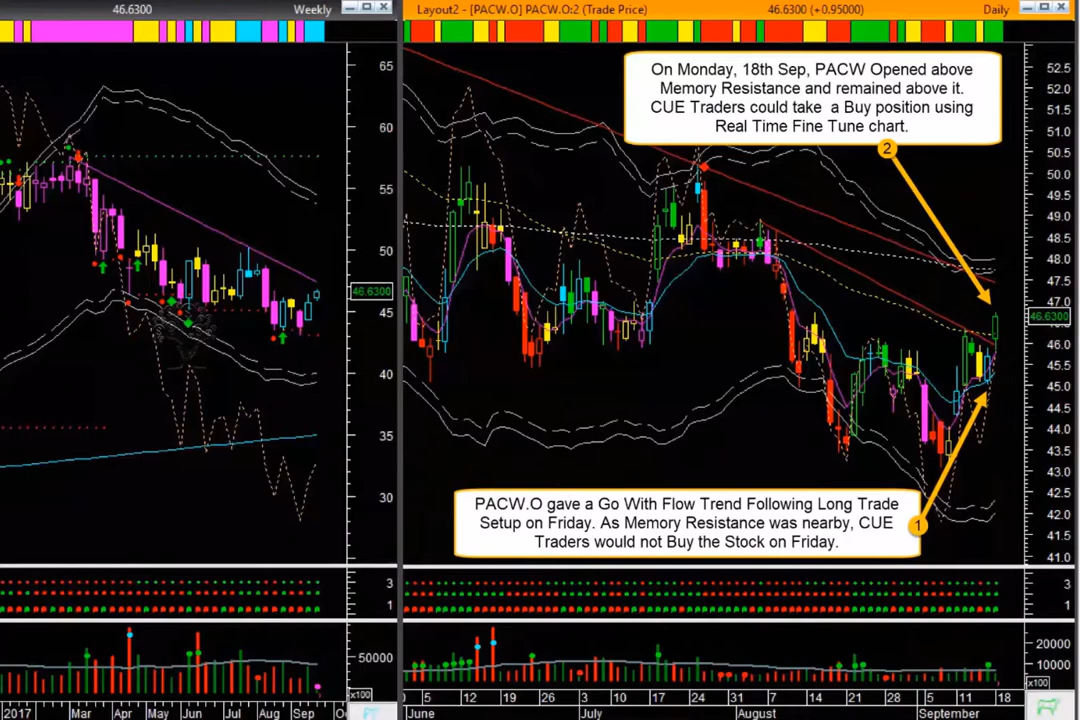 46.6300
Weekly
65
60
55
50
46.6300
45
40
35
30
3
1
50000
x100
2017
Mar
Apr
May
Jun
Jul
Aug
Sep
Layout2 - [PACW.O] PACW.O:2 (Trade Price)
46.6300 (+0.95000)
Daily
On Monday, 18th Sep, PACW Opened above
Memory Resistance and remained above it.
CUE Traders could take a Buy position using
Real Time Fine Tune chart.
2
PACW.O gave a Go With Flow Trend Following Long Trade
Setup on Friday. As Memory Resistance was nearby, CUE
Traders would not Buy the Stock on Friday.
1
52.5
52.0
51.5
51.0
50.5
50.0
49.5
49.0
48.5
48.0
47.5
47.0
46.6300
46.0
45.5
45.0
44.5
44.0
43.5
43.0
42.5
42.0
41.5
41.0
3
1
20000
10000
x100
5
12
19
26
3
10
17
24
31
7
14
21
28
5
11
18
June
July
August
September